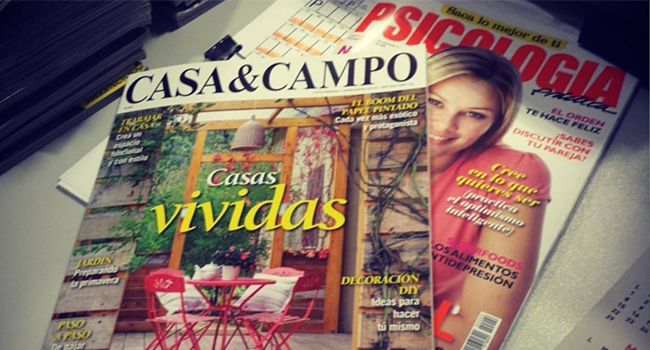 CASA&CAMPO
TRABAJAR
EN CASA
Crea un
espacio
funcional
y con estilo
EL BOOM DEL
PAPEL PINTADO
Cada vez más exótico
y protagonista
Casas
vividas
JARDÍN
Preparando
la primavera
PASO
A PASO
DECORACIÓN
DIY
Ideas para
hacer
tú mismo
Saca lo mejor de ti
PSICOLOGIA
EL ORDEN
TE HACE FELIZ
¿SABES
DISCUTIR CON
TU PAREJA?
Cree en
lo que
quieres ser
(practica
el optimismo
inteligente)
LOS ALIMENTOS
ANTIDEPRESIÓN